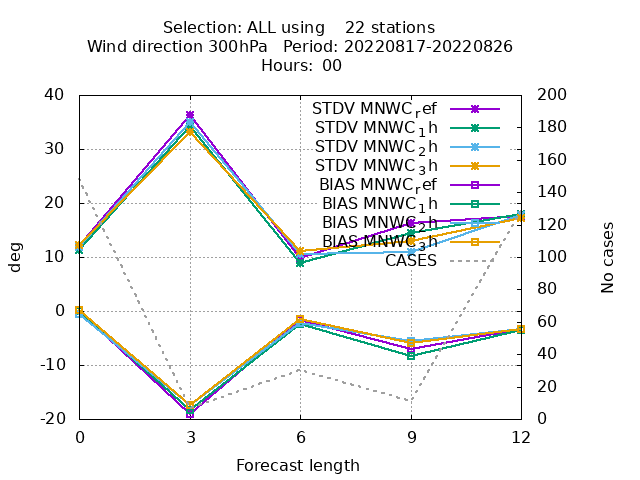 Selection: ALL using 22 stations
Wind direction 300hPa Period: 20220817-20220826
Hours: 00
STDV MNWC_ref
STDV MNWC_1h
STDV MNWC_2h
STDV MNWC_3h
BIAS MNWC_ref
BIAS MNWC_1h
BIAS MNWC_2h
BIAS MNWC_3h
CASES
40
30
20
10
0
-10
-20
deg
200
180
160
140
120
100
80
60
40
20
0
No cases
0 3 6 9 12
Forecast length